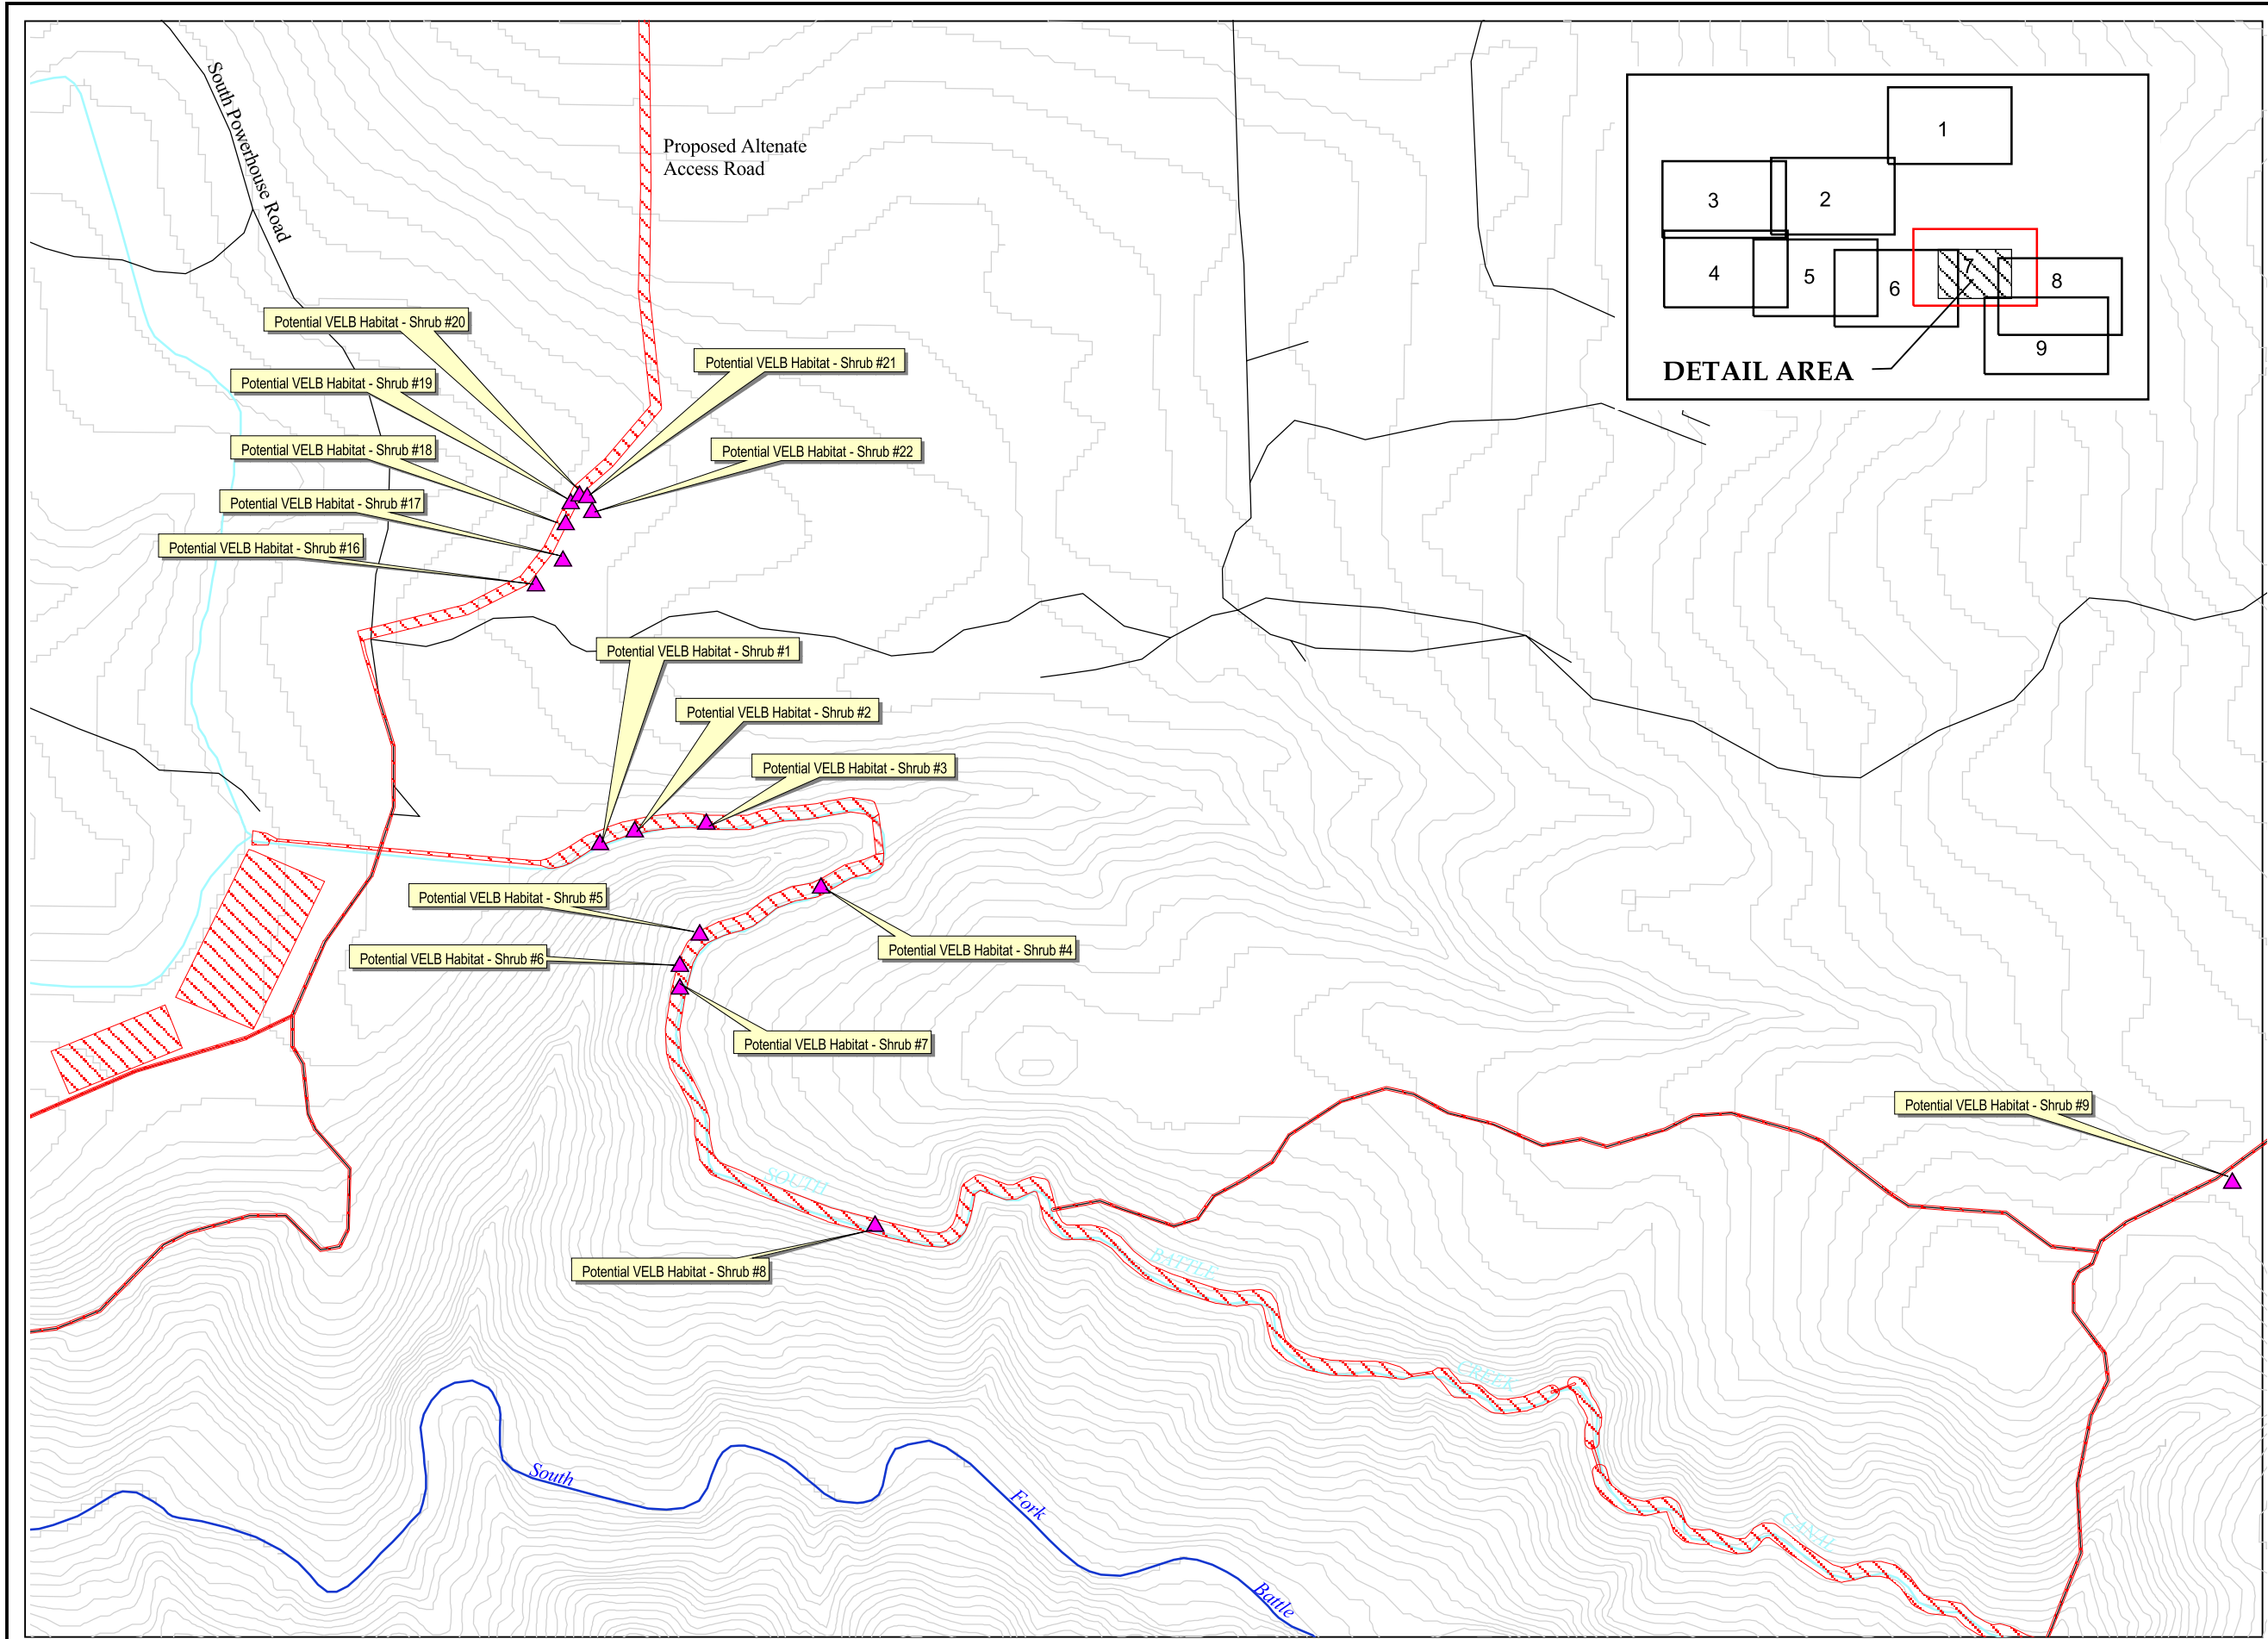 South Powerhouse Road
Proposed Altenate
Access Road
1
2
3
4
5
6
7
8
9
DETAIL AREA
Potential VELB Habitat - Shrub #20
Potential VELB Habitat - Shrub #21
Potential VELB Habitat - Shrub #19
Potential VELB Habitat - Shrub #18
Potential VELB Habitat - Shrub #22
Potential VELB Habitat - Shrub #17
Potential VELB Habitat - Shrub #16
Potential VELB Habitat - Shrub #1
Potential VELB Habitat - Shrub #2
Potential VELB Habitat - Shrub #3
Potential VELB Habitat - Shrub #5
Potential VELB Habitat - Shrub #4
Potential VELB Habitat - Shrub #6
Potential VELB Habitat - Shrub #7
Potential VELB Habitat - Shrub #9
Potential VELB Habitat - Shrub #8
SOUTH
BATTLE
CREEK
CANAL
South
Fork
Battle